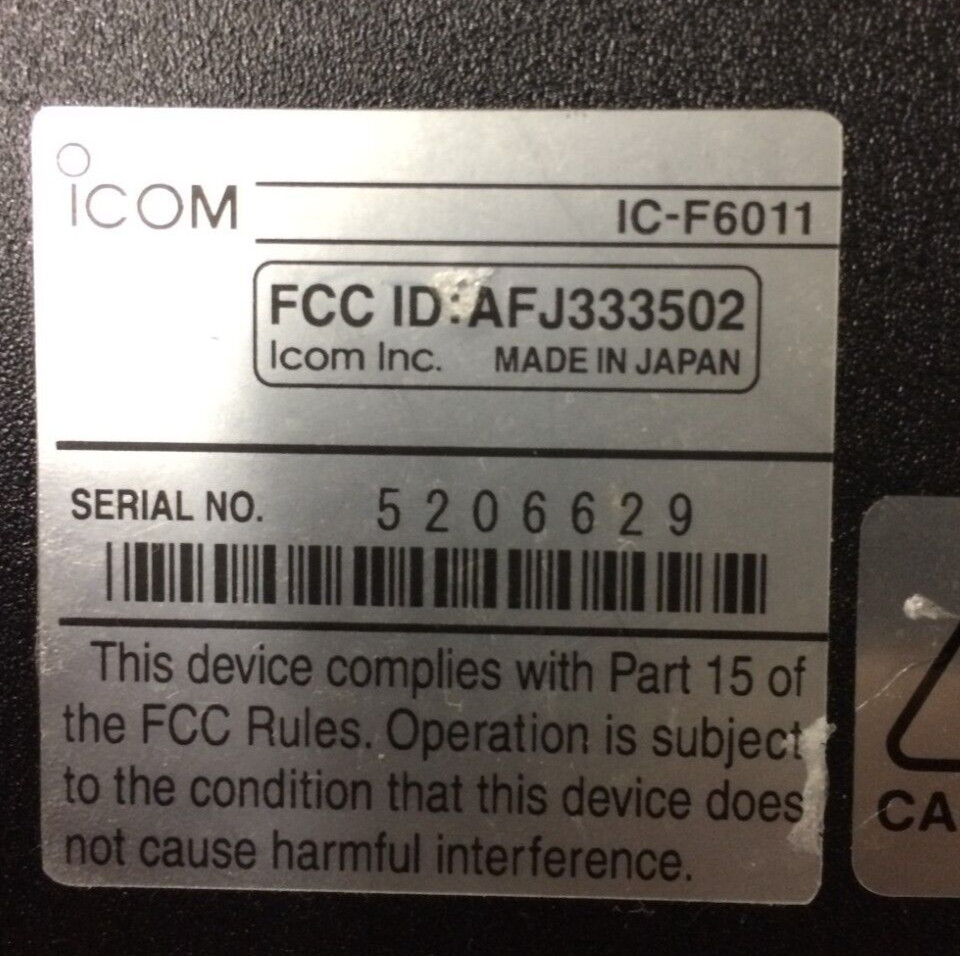 ICOM
IC-F6011
FCC ID:AFJ333502
Icom Inc. MADE IN JAPAN
SERIAL NO. 5206629
This device complies with Part 15 of
the FCC Rules. Operation is subject
to the condition that this device does
not cause harmful interference.
CA